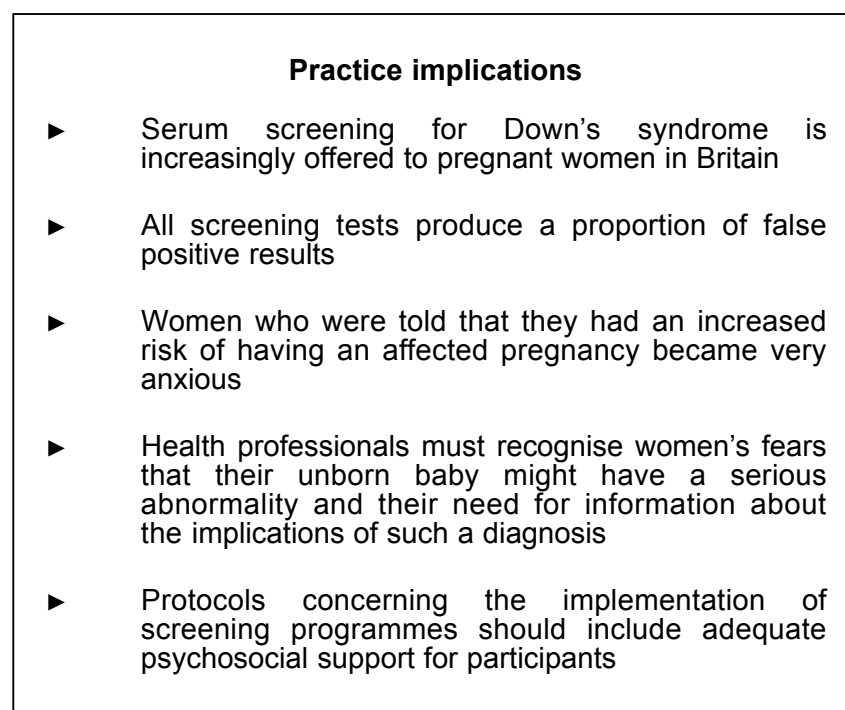 Practice implications
► Serum screening for Down's syndrome is
increasingly offered to pregnant women in Britain
► All screening tests produce a proportion of false
positive results
► Women who were told that they had an increased
risk of having an affected pregnancy became very
anxious
► Health professionals must recognise women's fears
that their unborn baby might have a serious
abnormality and their need for information about
the implications of such a diagnosis
► Protocols concerning the implementation of
screening programmes should include adequate
psychosocial support for participants